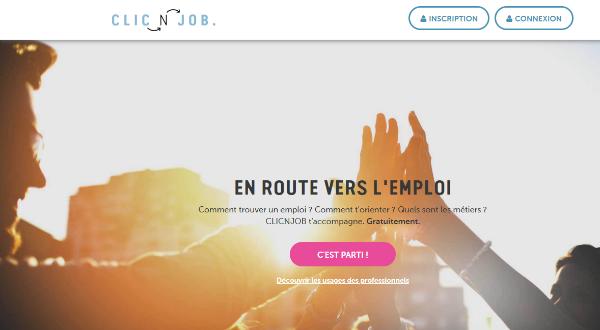 CLIC N JOB.
INSCRIPTION
CONNEXION
EN ROUTE VERS L'EMPLOI
Comment trouver un emploi ? Comment t'orienter ? Quels sont les métiers ?
CLICNJOB t'accompagne. Gratuitement.
C'EST PARTI !
Découvrir les usages des professionnels